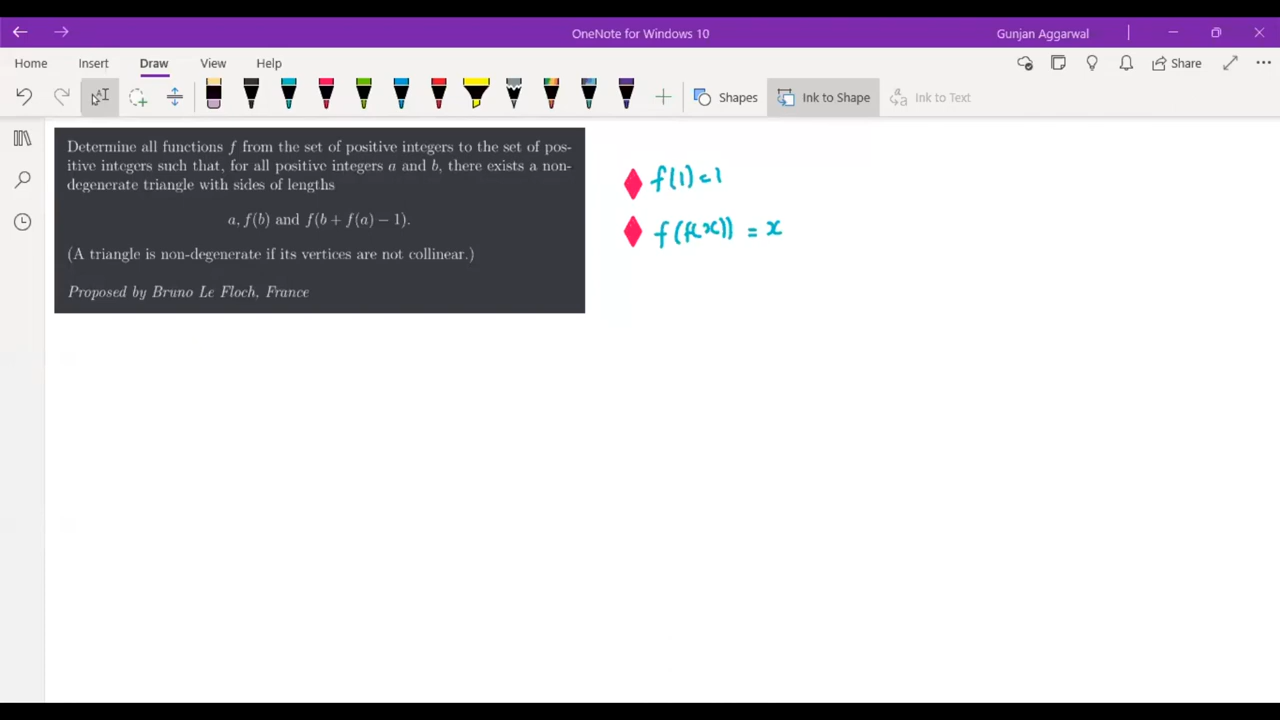 OneNote for Windows 10
Gunjan Aggarwal
Home Insert Draw View Help
Share
Shapes
Ink to Shape
Ink to Text
Determine all functions f from the set of positive integers to the set of pos-
itive integers such that, for all positive integers a and b, there exists a non-
degenerate triangle with sides of lengths
a, f(b) and f(b + f(a) − 1).
(A triangle is non-degenerate if its vertices are not collinear.)
Proposed by Bruno Le Floch, France
f(1) = 1
f(f(x)) = x